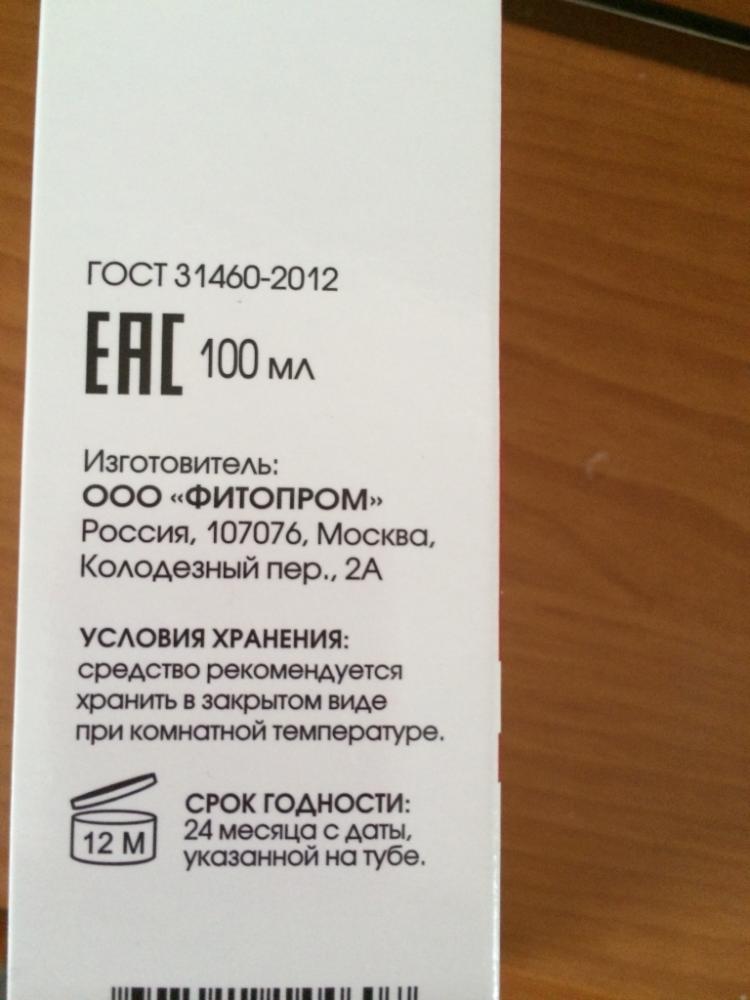 ГОСТ 31460-2012
ЕАС 100 мл
Изготовитель:
ООО «ФИТОПРОМ»
Россия, 107076, Москва,
Колодезный пер., 2А
УСЛОВИЯ ХРАНЕНИЯ:
средство рекомендуется
хранить в закрытом виде
при комнатной температуре.
12 М
СРОК ГОДНОСТИ:
24 месяца с даты,
указанной на тубе.